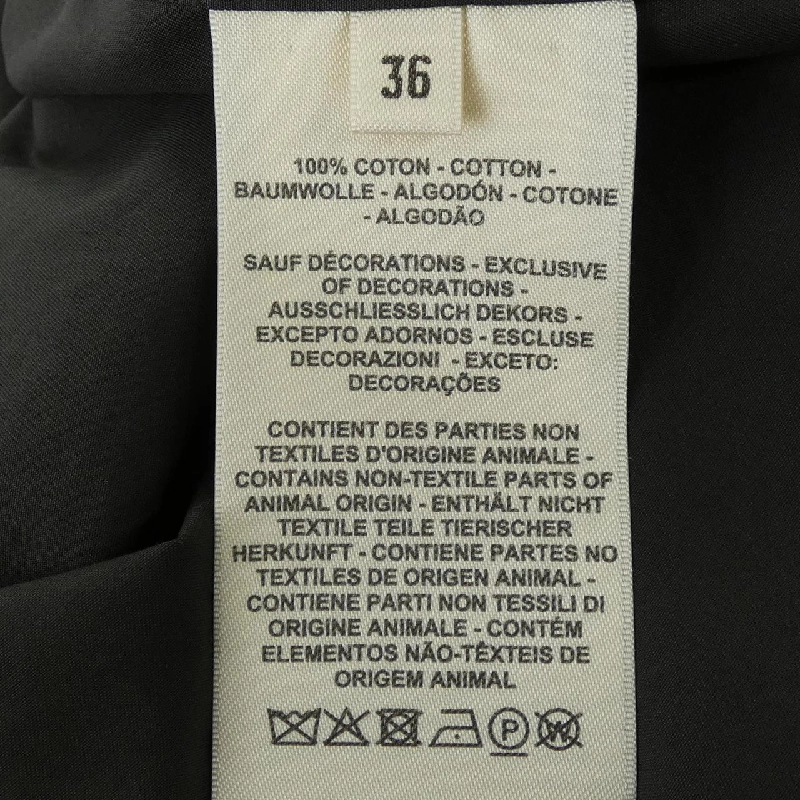 36
100% COTON - COTTON -
BAUMWOLLE - ALGODÓN - COTONE
- ALGODÃO
SAUF DÉCORATIONS - EXCLUSIVE
OF DECORATIONS -
AUSSCHLIESSLICH DEKORS -
EXCEPTO ADORNOS - ESCLUSE
DECORAZIONI - EXCETO:
DECORAÇÕES
CONTIENT DES PARTIES NON
TEXTILES D'ORIGINE ANIMALE -
CONTAINS NON-TEXTILE PARTS OF
ANIMAL ORIGIN - ENTHÄLT NICHT
TEXTILE TEILE TIERISCHER
HERKUNFT - CONTIENE PARTES NO
TEXTILES DE ORIGEN ANIMAL -
CONTIENE PARTI NON TESSILI DI
ORIGINE ANIMALE - CONTÉM
ELEMENTOS NÃO-TÊXTEIS DE
ORIGEM ANIMAL
P W